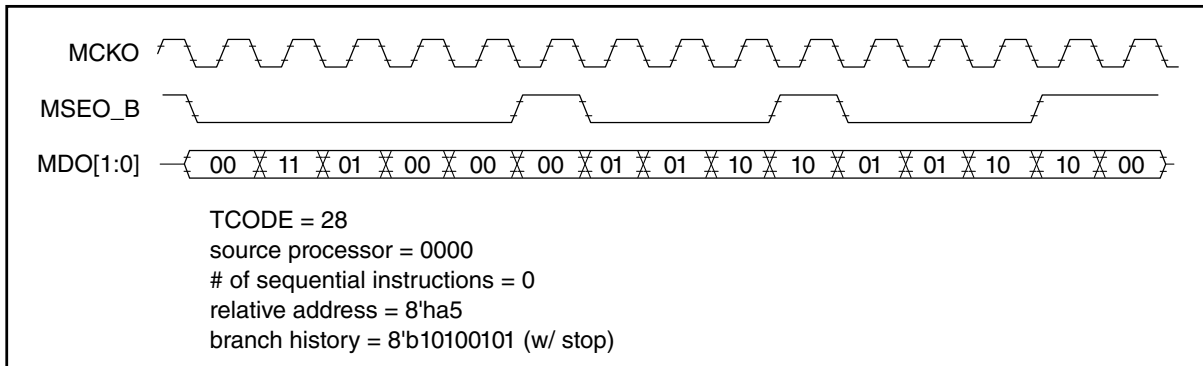 MCKO
MSEO_B
MDO[1:0] 00 11 01 00 00 00 01 01 10 10 01 01 10 10 00
TCODE = 28
source processor = 0000
# of sequential instructions = 0
relative address = 8'ha5
branch history = 8'b10100101 (w/ stop)